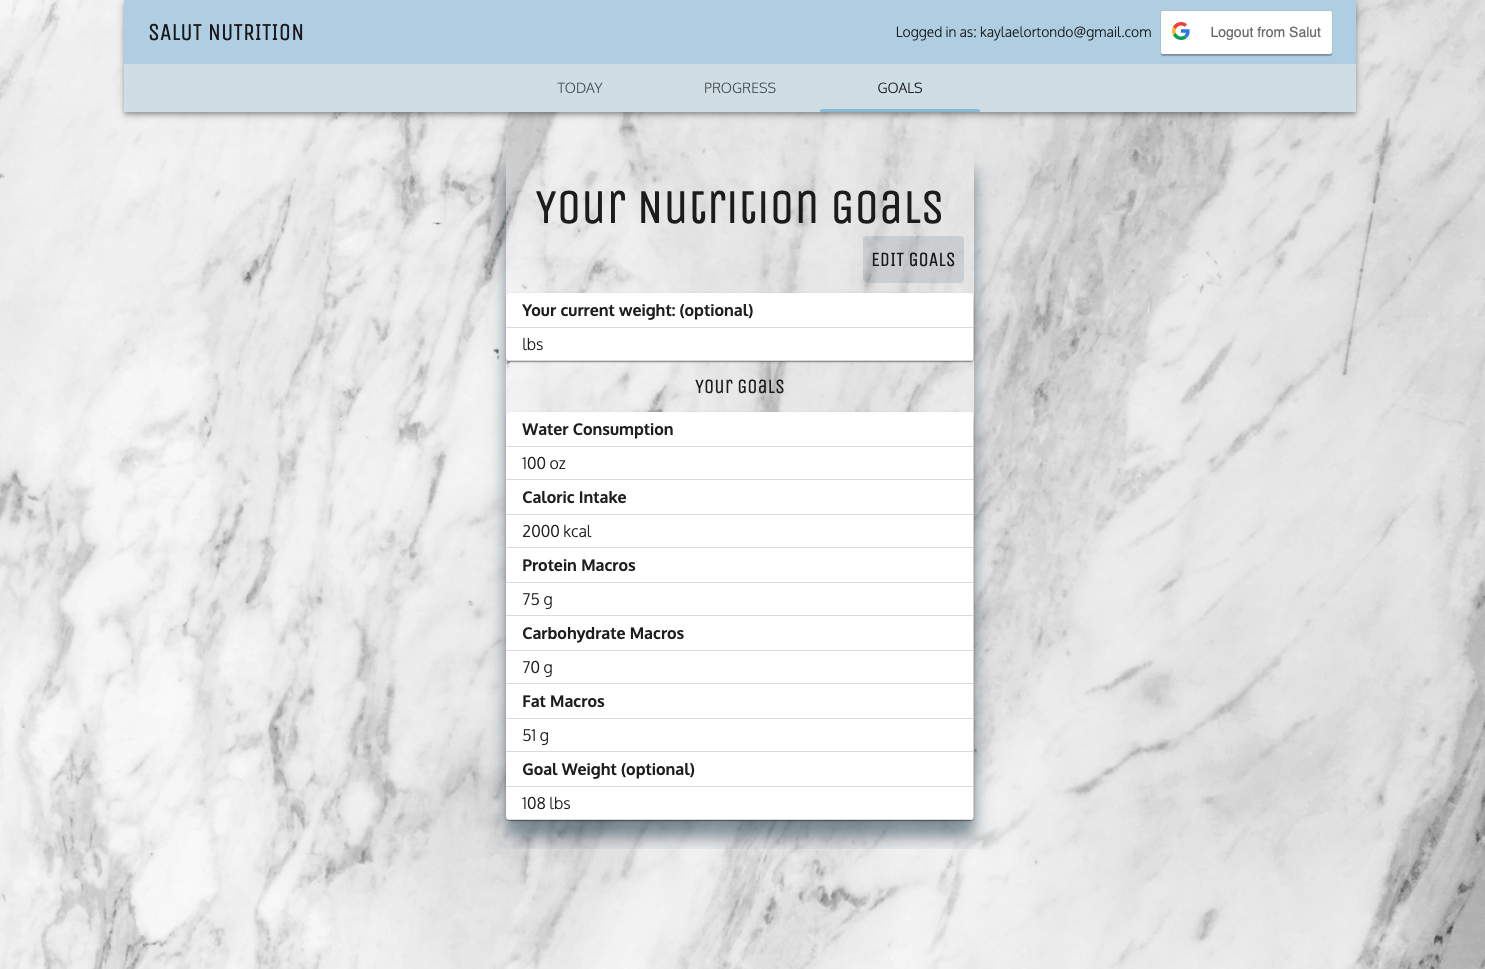 SALUT NUTRITION
Logged in as: kaylaelortondo@gmail.com
Logout from Salut
TODAY
PROGRESS
GOALS
Your Nutrition Goals
EDIT GOALS
Your current weight: (optional)
lbs
Your Goals
Water Consumption
100 oz
Caloric Intake
2000 kcal
Protein Macros
75 g
Carbohydrate Macros
70 g
Fat Macros
51 g
Goal Weight (optional)
108 lbs